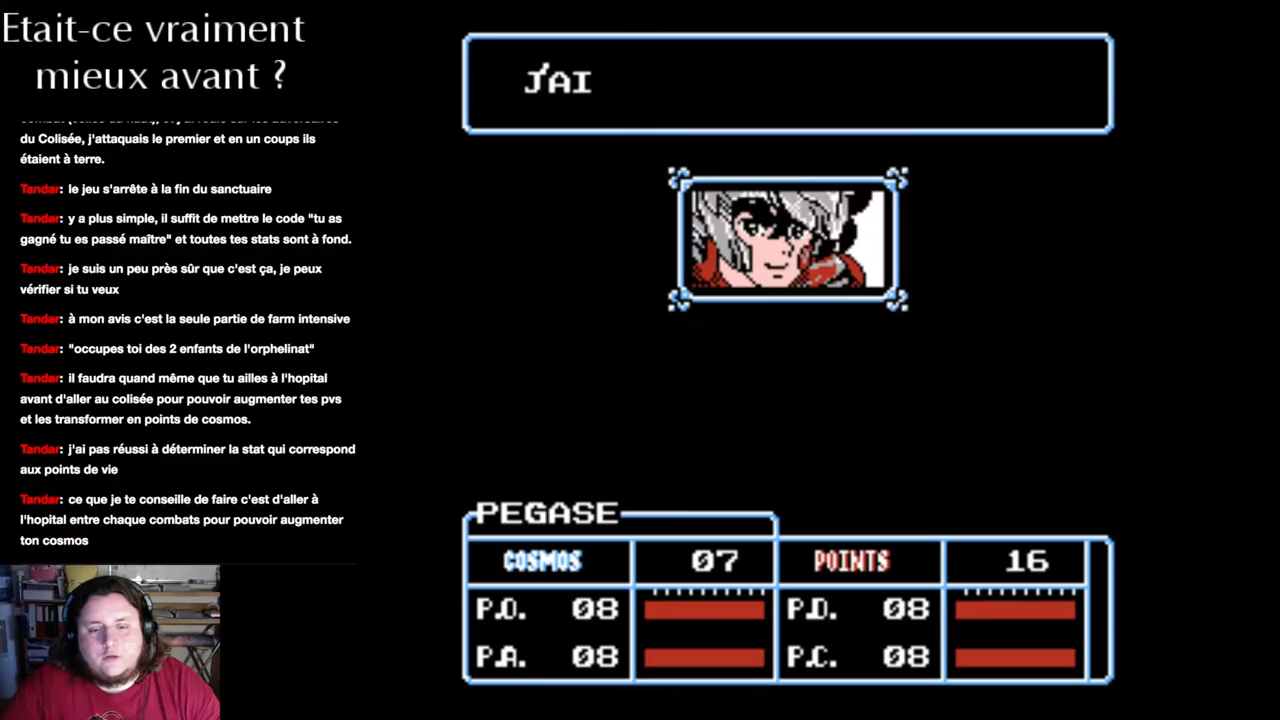 Etait-ce vraiment
mieux avant ?
du Colisée, j'attaquais le premier et en un coups ils
étaient à terre.
Tandar: le jeu s'arrête à la fin du sanctuaire
Tandar: y a plus simple, il suffit de mettre le code "tu as
gagné tu es passé maître" et toutes tes stats sont à fond.
Tandar: je suis un peu près sûr que c'est ça, je peux
vérifier si tu veux
Tandar: à mon avis c'est la seule partie de farm intensive
Tandar: "occupes toi des 2 enfants de l'orphelinat"
Tandar: il faudra quand même que tu ailles à l'hopital
avant d'aller au colisée pour pouvoir augmenter tes pvs
et les transformer en points de cosmos.
Tandar: j'ai pas réussi à déterminer la stat qui correspond
aux points de vie
Tandar: ce que je te conseille de faire c'est d'aller à
l'hopital entre chaque combats pour pouvoir augmenter
ton cosmos
J'AI
PEGASE
COSMOS 07 POINTS 16
P.O. 08 P.D. 08
P.A. 08 P.C. 08